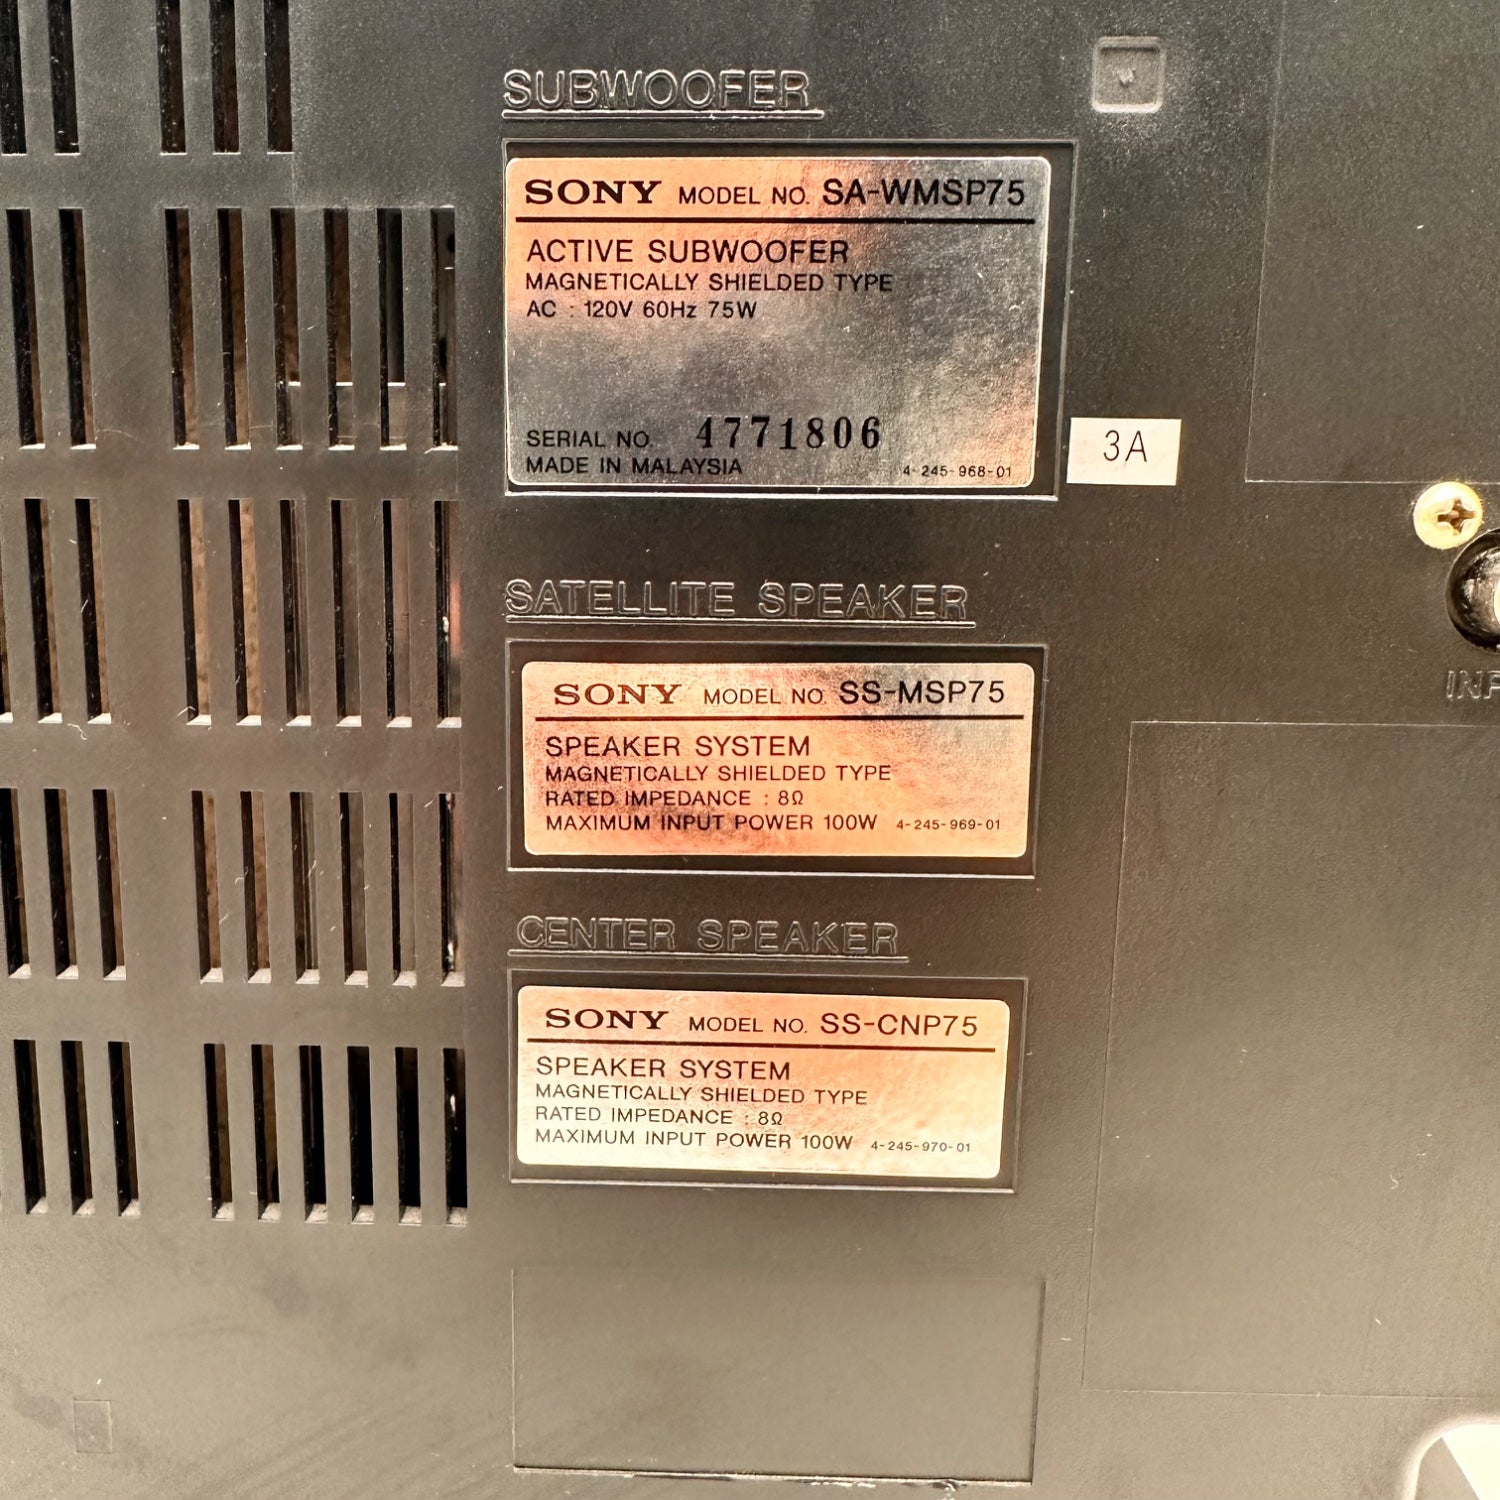 SUBWOOFER
SONY MODEL NO. SA-WMSP75
ACTIVE SUBWOOFER
MAGNETICALLY SHIELDED TYPE
AC : 120V 60Hz 75W
SERIAL NO. 4771806
MADE IN MALAYSIA 4-245-968-01
3A
SATELLITE SPEAKER
SONY MODEL NO. SS-MSP75
SPEAKER SYSTEM
MAGNETICALLY SHIELDED TYPE
RATED IMPEDANCE : 8Ω
MAXIMUM INPUT POWER 100W 4-245-969-01
CENTER SPEAKER
SONY MODEL NO. SS-CNP75
SPEAKER SYSTEM
MAGNETICALLY SHIELDED TYPE
RATED IMPEDANCE : 8Ω
MAXIMUM INPUT POWER 100W 4-245-970-01